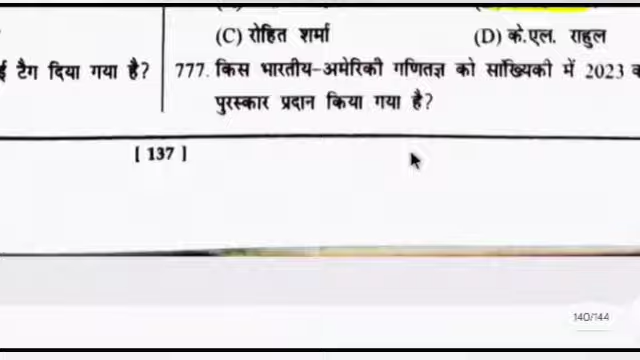 (C) रोहित शर्मा
(D) के.एल. राहुल
टैग दिया गया है?
777. किस भारतीय-अमेरिकी गणितज्ञ को सांख्यिकी में 2023
पुरस्कार प्रदान किया गया है?
[ 137 ]
140/144